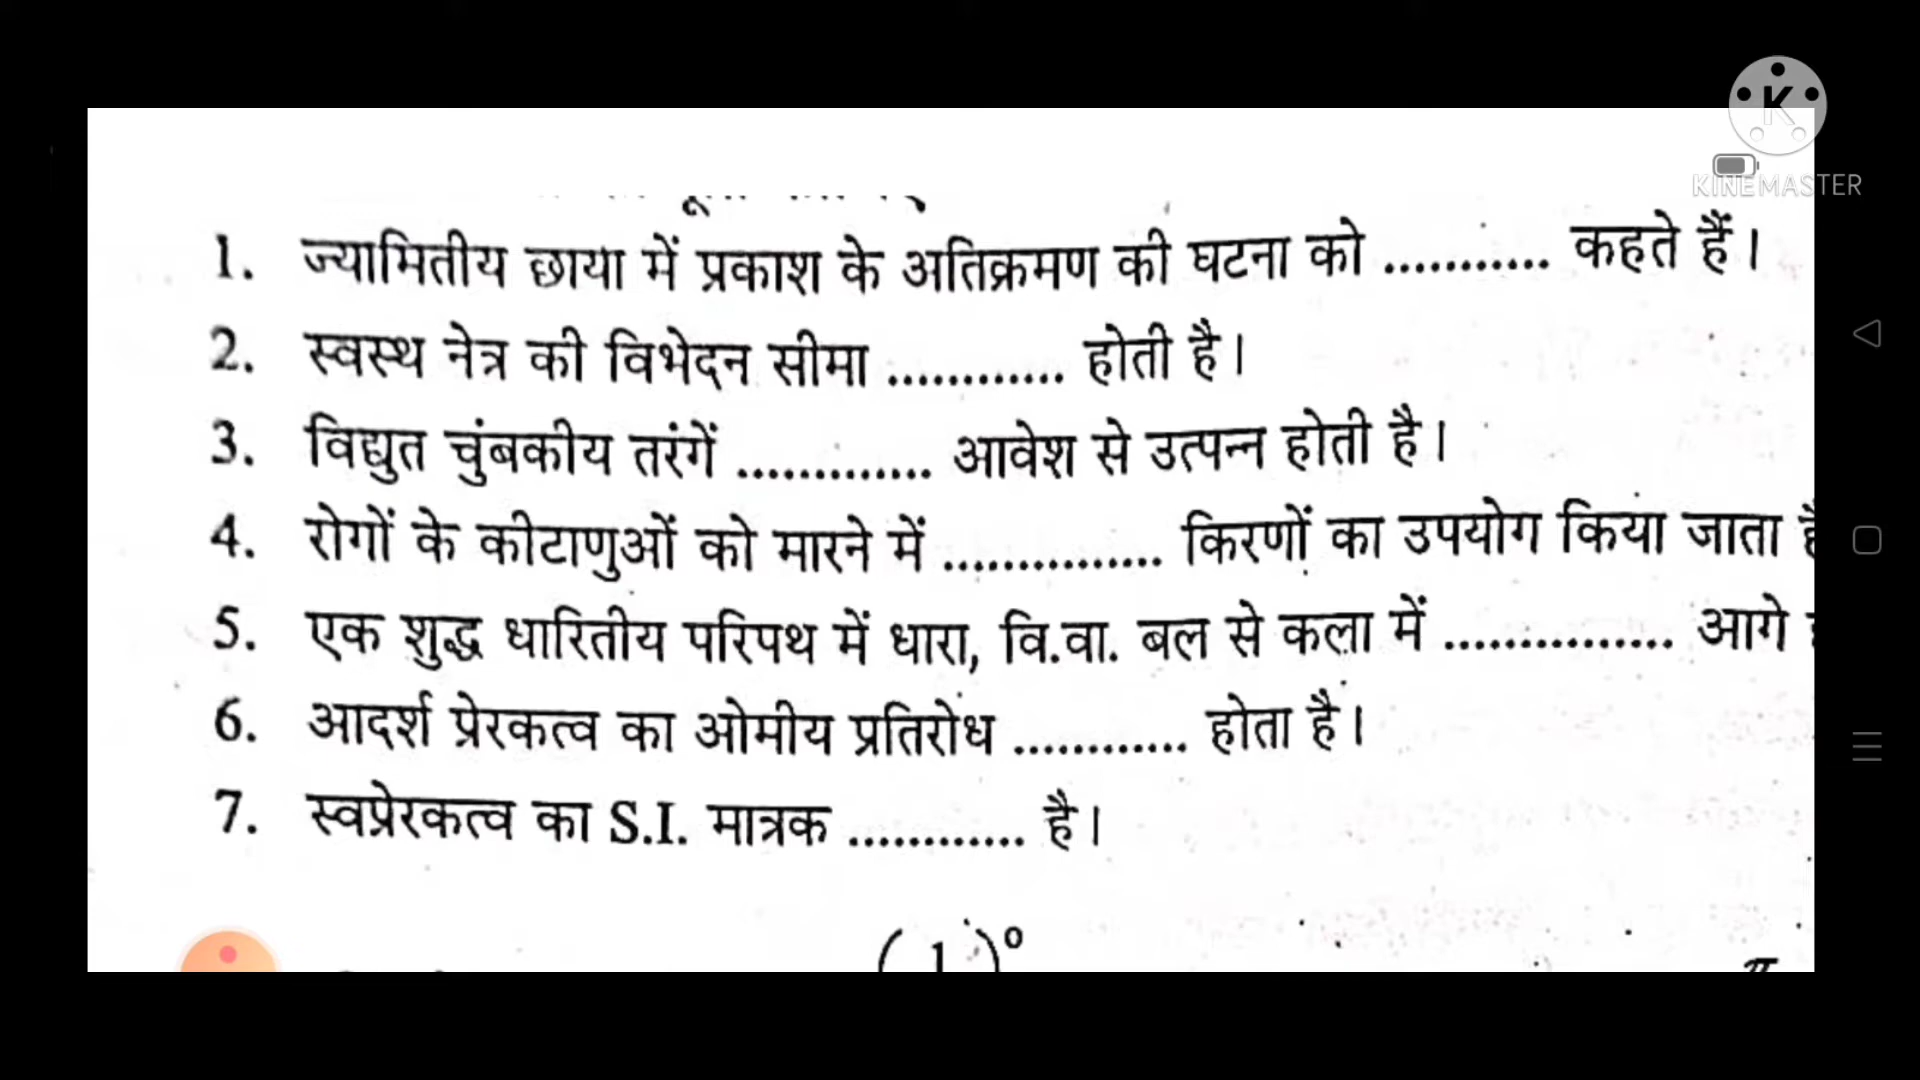 KINEMASTER
1. ज्यामितीय छाया में प्रकाश के अतिक्रमण की घटना को ........... कहते हैं।
2. स्वस्थ नेत्र की विभेदन सीमा ............ होती है।
3. विद्युत चुंबकीय तरंगें ............. आवेश से उत्पन्न होती है।
4. रोगों के कीटाणुओं को मारने में ............... किरणों का उपयोग किया जाता
5. एक शुद्ध धारितीय परिपथ में धारा, वि.वा. बल से कला में ............... आगे
6. आदर्श प्रेरकत्व का ओमीय प्रतिरोध ............ होता है।
7. स्वप्रेरकत्व का S.I. मात्रक ............ है।